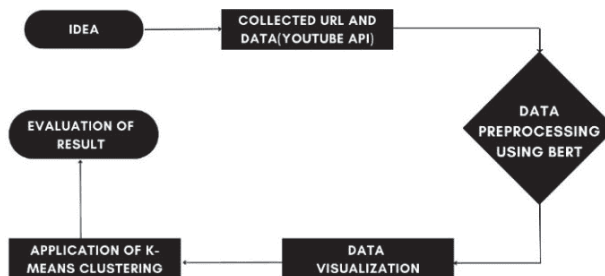 IDEA
COLLECTED URL AND
DATA(YOUTUBE API)
DATA
PREPROCESSING
USING BERT
DATA
VISUALIZATION
APPLICATION OF K-
MEANS CLUSTERING
EVALUATION OF
RESULT